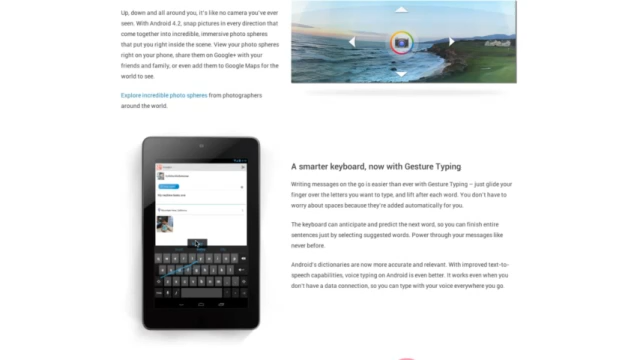 Up, down and all around you, it's like no camera you've ever
seen. With Android 4.2, snap pictures in every direction that
come together into incredible, immersive photo spheres
that put you right inside the scene. View your photo spheres
right on your phone, share them on Google+ with your
friends and family, or even add them to Google Maps for the
world to see.
Explore incredible photo spheres from photographers
around the world.
A smarter keyboard, now with Gesture Typing
Writing messages on the go is easier than ever with Gesture Typing – just glide your
finger over the letters you want to type, and lift after each word. You don't have to
worry about spaces because they're added automatically for you.
The keyboard can anticipate and predict the next word, so you can finish entire
sentences just by selecting suggested words. Power through your messages like
never before.
Android's dictionaries are now more accurate and relevant. With improved text-to-
speech capabilities, voice typing on Android is even better. It works even when you
don't have a data connection, so you can type with your voice everywhere you go.